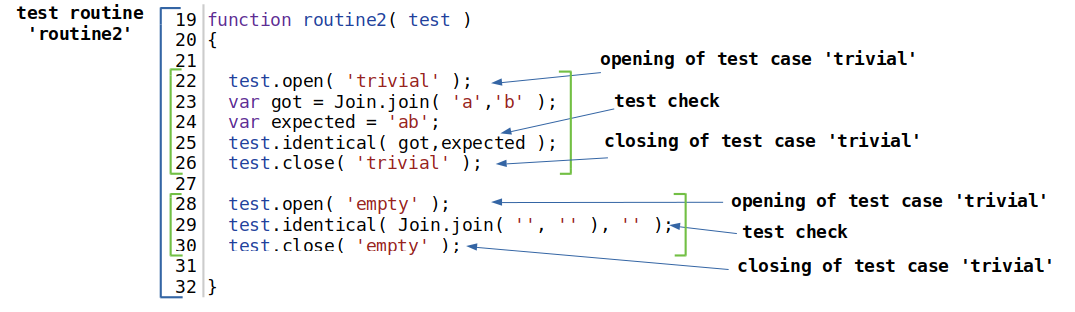 test routine
'routine2'
19 function routine2( test )
20 {
21
opening of test case 'trivial'
22 test.open( 'trivial' );
23 var got = Join.join( 'a','b' );
test check
24 var expected = 'ab';
25 test.identical( got,expected );
closing of test case 'trivial'
26 test.close( 'trivial' );
27
28 test.open( 'empty' );
opening of test case 'trivial'
29 test.identical( Join.join( '', '' ), '' );
test check
30 test.close( 'empty' );
closing of test case 'trivial'
31
32 }